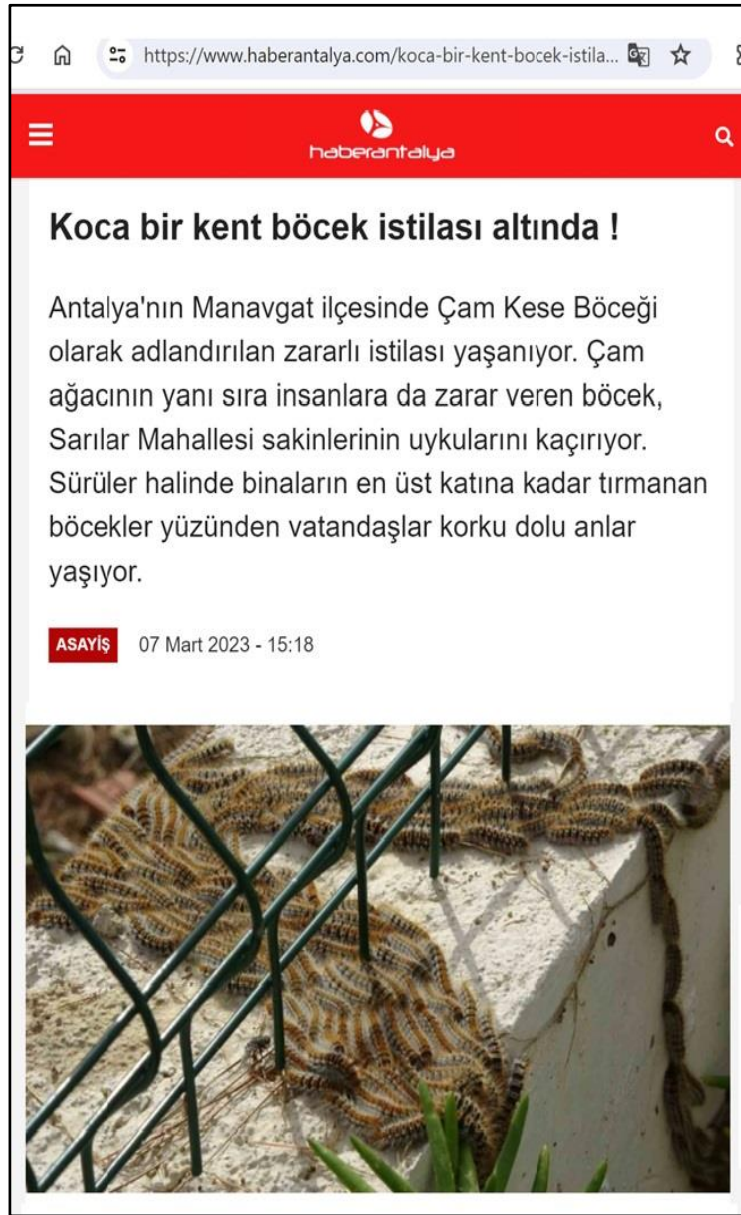 https://www.haberantalya.com/koca-bir-kent-bocek-istila...
haberantalya
Koca bir kent böcek istilası altında !
Antalya'nın Manavgat ilçesinde Çam Kese Böceği
olarak adlandırılan zararlı istilası yaşanıyor. Çam
ağacının yanı sıra insanlara da zarar veren böcek,
Sarılar Mahallesi sakinlerinin uykularını kaçırıyor.
Sürüler halinde binaların en üst katına kadar tırmanan
böcekler yüzünden vatandaşlar korku dolu anlar
yaşıyor.
ASAYİŞ 07 Mart 2023 - 15:18